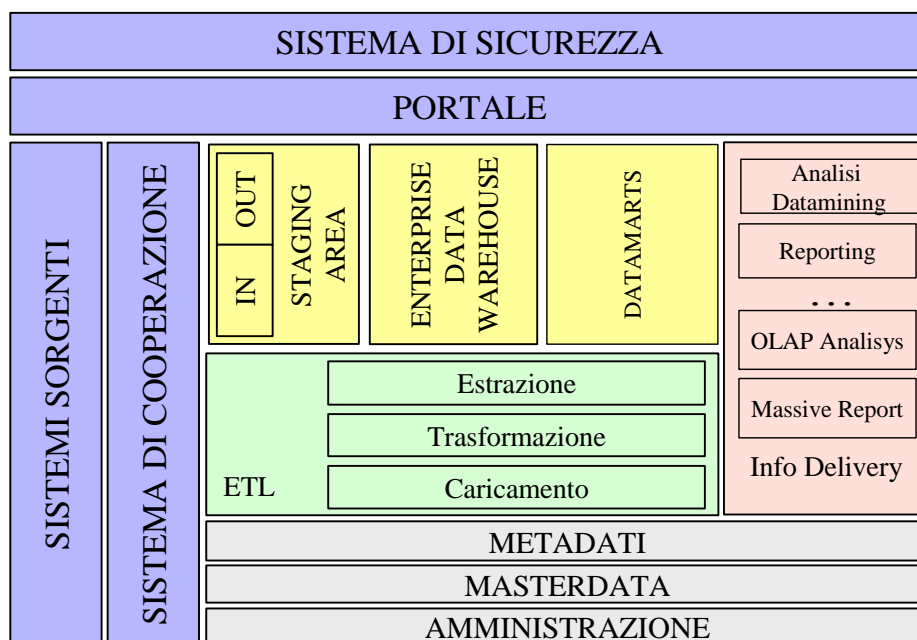 SISTEMA DI SICUREZZA
PORTALE
SISTEMI SORGENTI
SISTEMA DI COOPERAZIONE
OUT
IN
STAGING
AREA
ENTERPRISE
DATA
WAREHOUSE
DATAMARTS
Analisi
Datamining
Reporting
...
OLAP Analisys
Massive Report
Info Delivery
ETL
Estrazione
Trasformazione
Caricamento
METADATI
MASTERDATA
AMMINISTRAZIONE